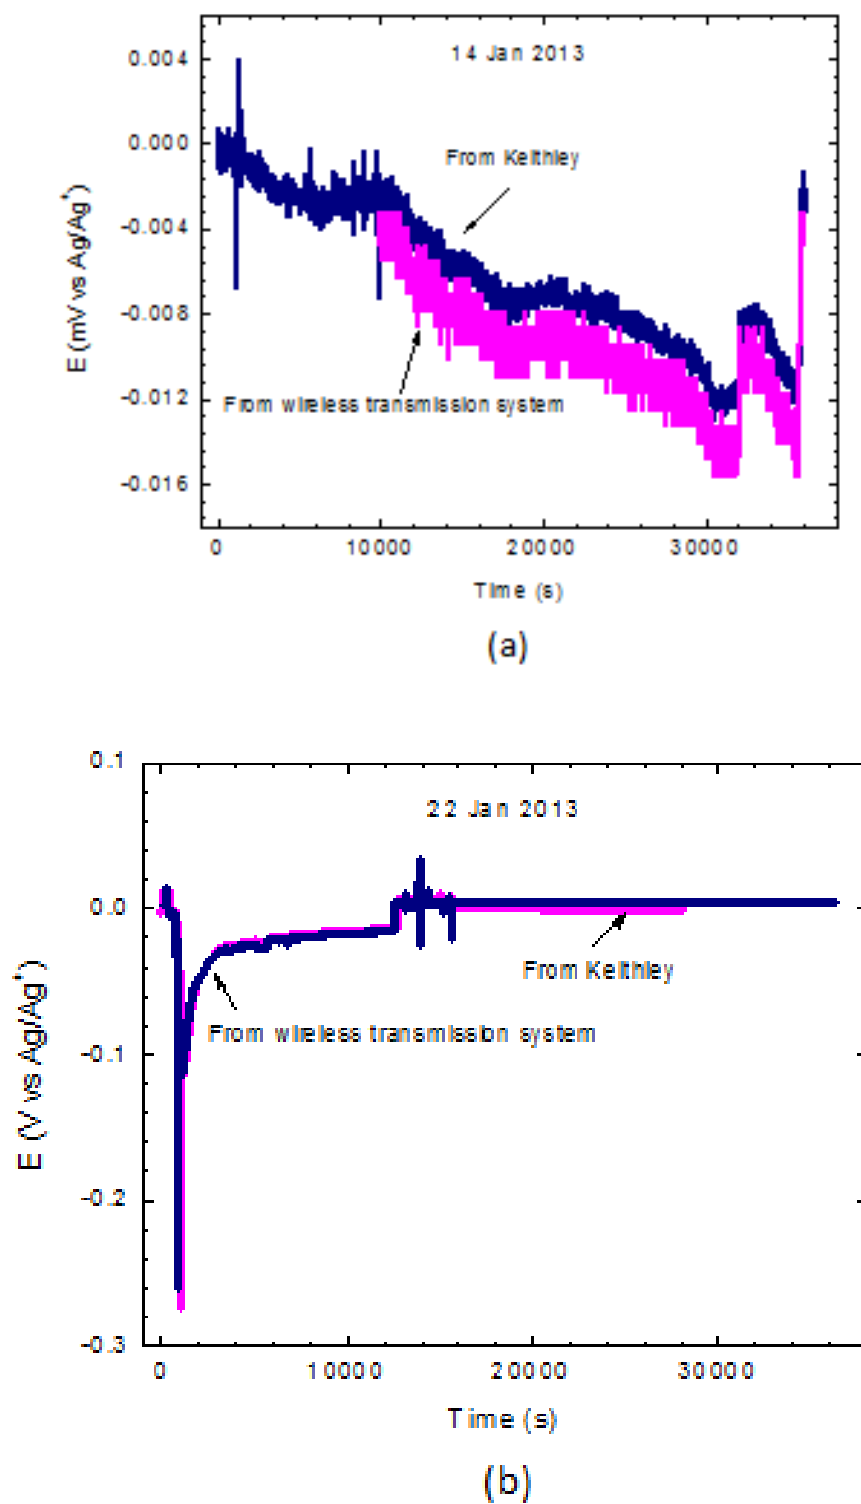 0.004
14 Jan 2013
0.000
From Keithley
-0.004
E (mV vs Ag/Ag+)
-0.008
-0.012
From wireless transmission system
-0.016
0 10000 20000 30000
Time (s)
(a)
0.1
22 Jan 2013
0.0
From Keithley
E (V vs Ag/Ag+)
From wireless transmission system
-0.1
-0.2
-0.3
0 10000 20000 30000
Time (s)
(b)